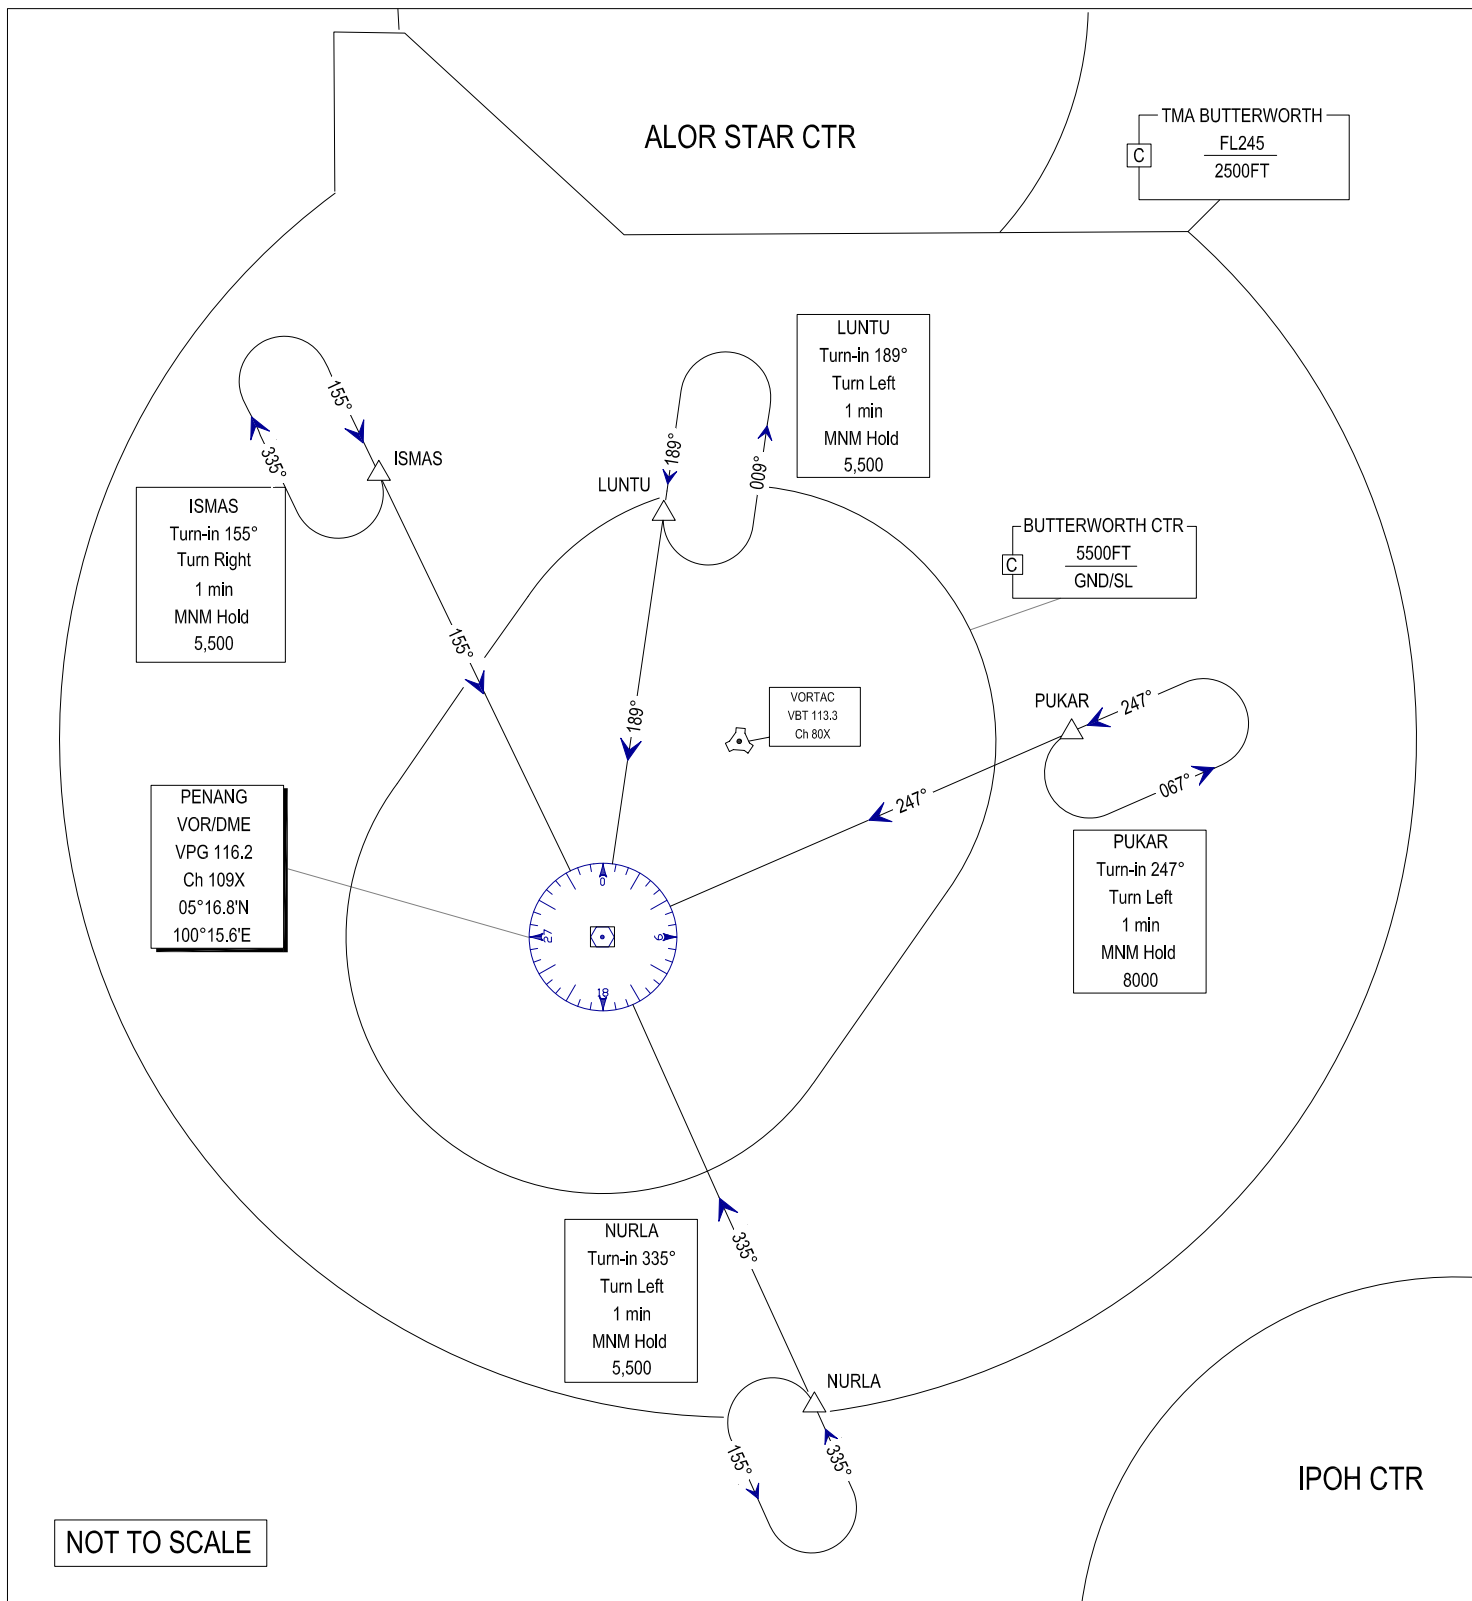 ALOR STAR CTR
TMA BUTTERWORTH
C
FL245
2500FT
LUNTU
Turn-in 189°
Turn Left
1 min
MNM Hold
5,500
155°
335°
ISMAS
189°
009°
LUNTU
ISMAS
Turn-in 155°
Turn Right
1 min
MNM Hold
5,500
BUTTERWORTH CTR
C
5500FT
GND/SL
155°
189°
VORTAC
VBT 113.3
Ch 80X
PUKAR
247°
067°
247°
PENANG
VOR/DME
VPG 116.2
Ch 109X
05°16.8'N
100°15.6'E
0
27
9
18
PUKAR
Turn-in 247°
Turn Left
1 min
MNM Hold
8000
NURLA
Turn-in 335°
Turn Left
1 min
MNM Hold
5,500
335°
NURLA
155°
335°
IPOH CTR
NOT TO SCALE